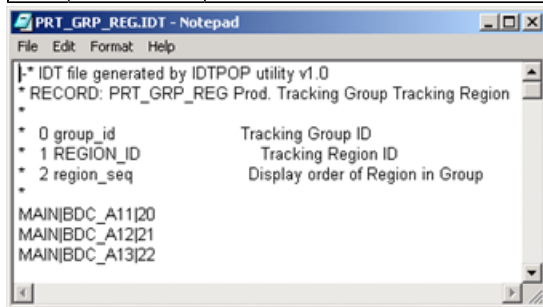 PRT_GRP_REG.IDT - Notepad
File Edit Format Help
-* IDT file generated by IDTPOP utility v1.0
* RECORD: PRT_GRP_REG Prod. Tracking Group Tracking Region
*
* 0 group_id Tracking Group ID
* 1 REGION_ID Tracking Region ID
* 2 region_seq Display order of Region in Group
*
MAIN|BDC_A11|20
MAIN|BDC_A12|21
MAIN|BDC_A13|22